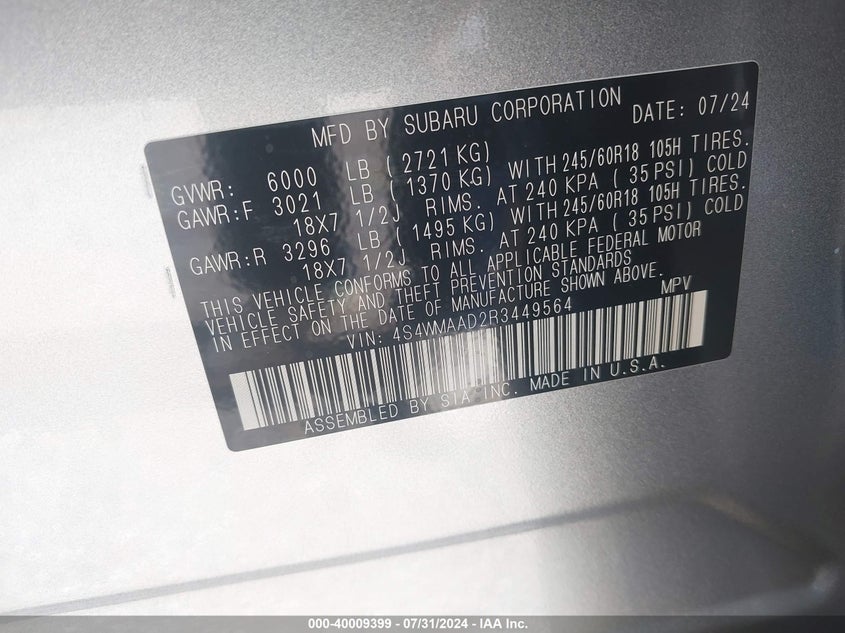 MFD BY SUBARU CORPORATION DATE: 07/24
GVWR: 6000 LB ( 2721 KG)
GAWR:F 3021 LB ( 1370 KG) WITH 245/60R18 105H TIRES.
18X7 1/2J RIMS. AT 240 KPA ( 35 PSI) COLD
GAWR:R 3296 LB ( 1495 KG) WITH 245/60R18 105H TIRES.
18X7 1/2J RIMS. AT 240 KPA ( 35 PSI) COLD
THIS VEHICLE CONFORMS TO ALL APPLICABLE FEDERAL MOTOR
VEHICLE SAFETY AND THEFT PREVENTION STANDARDS
IN EFFECT ON THE DATE OF MANUFACTURE SHOWN ABOVE.
VIN: 4S4WMAAD2R3449564 MPV
ASSEMBLED BY SIA INC. MADE IN U.S.A.
000-40009399 - 07/31/2024 - IAA Inc.